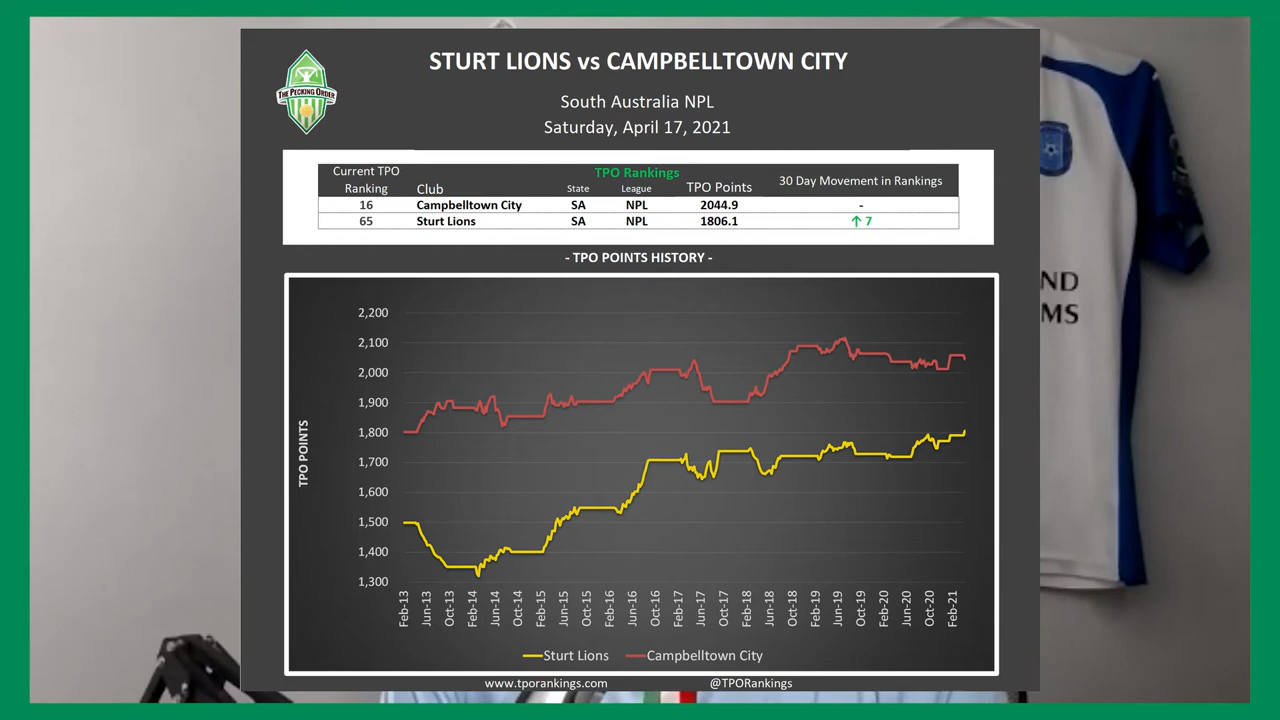 STURT LIONS vs CAMPBELLTOWN CITY
THE PECKING ORDER
South Australia NPL
Saturday, April 17, 2021
Current TPO Ranking Club TPO Rankings State League TPO Points 30 Day Movement in Rankings
16 Campbelltown City SA NPL 2044.9 -
65 Sturt Lions SA NPL 1806.1 ↑ 7
- TPO POINTS HISTORY -
TPO POINTS
2,200
2,100
2,000
1,900
1,800
1,700
1,600
1,500
1,400
1,300
Feb-13 Jun-13 Oct-13 Feb-14 Jun-14 Oct-14 Feb-15 Jun-15 Oct-15 Feb-16 Jun-16 Oct-16 Feb-17 Jun-17 Oct-17 Feb-18 Jun-18 Oct-18 Feb-19 Jun-19 Oct-19 Feb-20 Jun-20 Oct-20 Feb-21
Sturt Lions Campbelltown City
www.tporankings.com @TPORankings
ND
MS